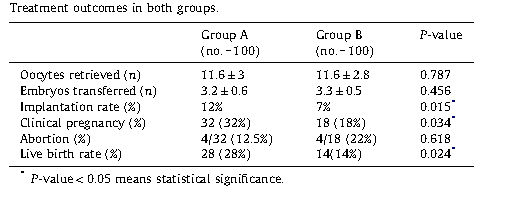 Treatment outcomes in both groups.
Group A (no. – 100) Group B (no. – 100) P-value
Oocytes retrieved (n) 11.6 ± 3 11.6 ± 2.8 0.787
Embryos transferred (n) 3.2 ± 0.6 3.3 ± 0.5 0.456
Implantation rate (%) 12% 7% 0.015*
Clinical pregnancy (%) 32 (32%) 18 (18%) 0.034*
Abortion (%) 4/32 (12.5%) 4/18 (22%) 0.618
Live birth rate (%) 28 (28%) 14(14%) 0.024*
* P-value < 0.05 means statistical significance.